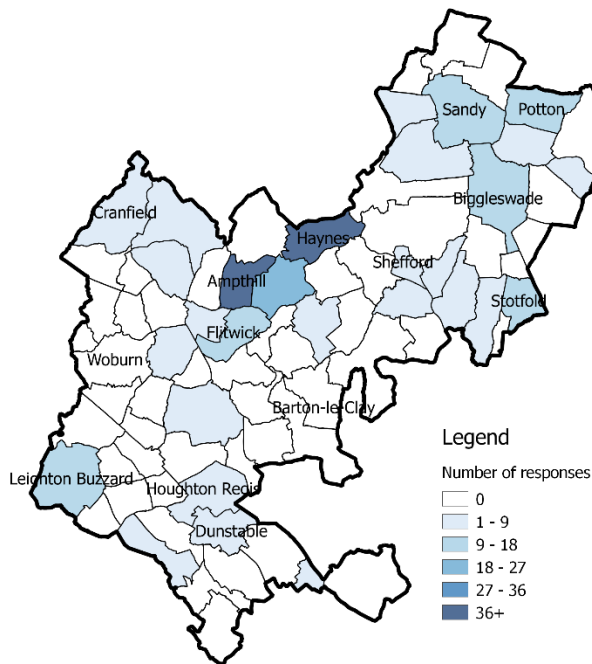 Sandy
Potton
Biggleswade
Cranfield
Haynes
Shefford
Ampthill
Stotfold
Flitwick
Woburn
Barton-le-Clay
Leighton Buzzard
Houghton Regis
Dunstable
Legend
Number of responses
0
1 - 9
9 - 18
18 - 27
27 - 36
36+